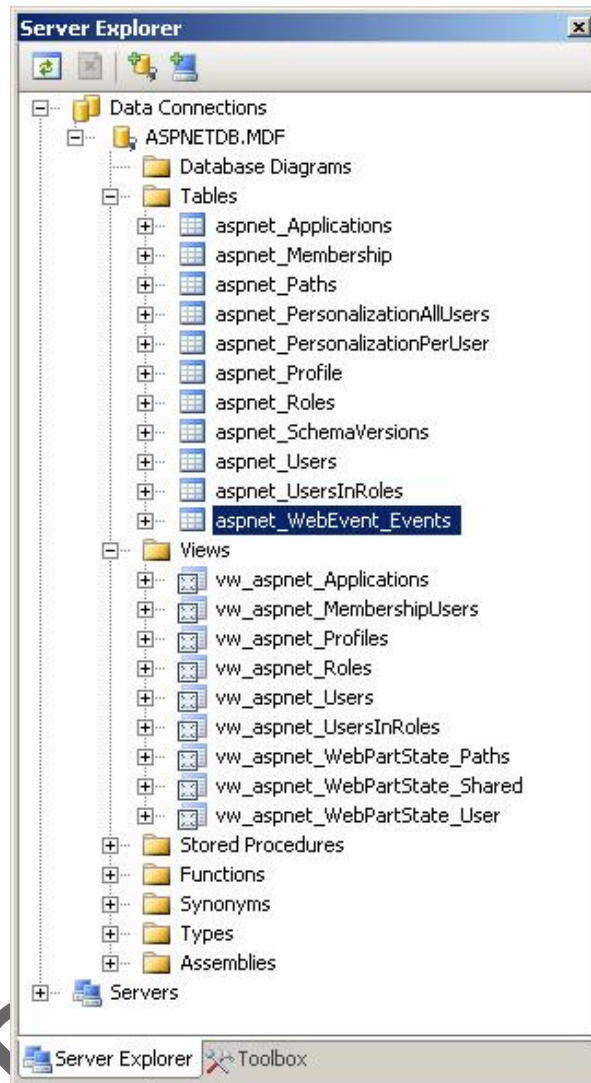 Server Explorer
Data Connections
ASPNETDB.MDF
Database Diagrams
Tables
aspnet_Applications
aspnet_Membership
aspnet_Paths
aspnet_PersonalizationAllUsers
aspnet_PersonalizationPerUser
aspnet_Profile
aspnet_Roles
aspnet_SchemaVersions
aspnet_Users
aspnet_UsersInRoles
aspnet_WebEvent_Events
Views
vw_aspnet_Applications
vw_aspnet_MembershipUsers
vw_aspnet_Profiles
vw_aspnet_Roles
vw_aspnet_Users
vw_aspnet_UsersInRoles
vw_aspnet_WebPartState_Paths
vw_aspnet_WebPartState_Shared
vw_aspnet_WebPartState_User
Stored Procedures
Functions
Synonyms
Types
Assemblies
Servers
Server Explorer Toolbox